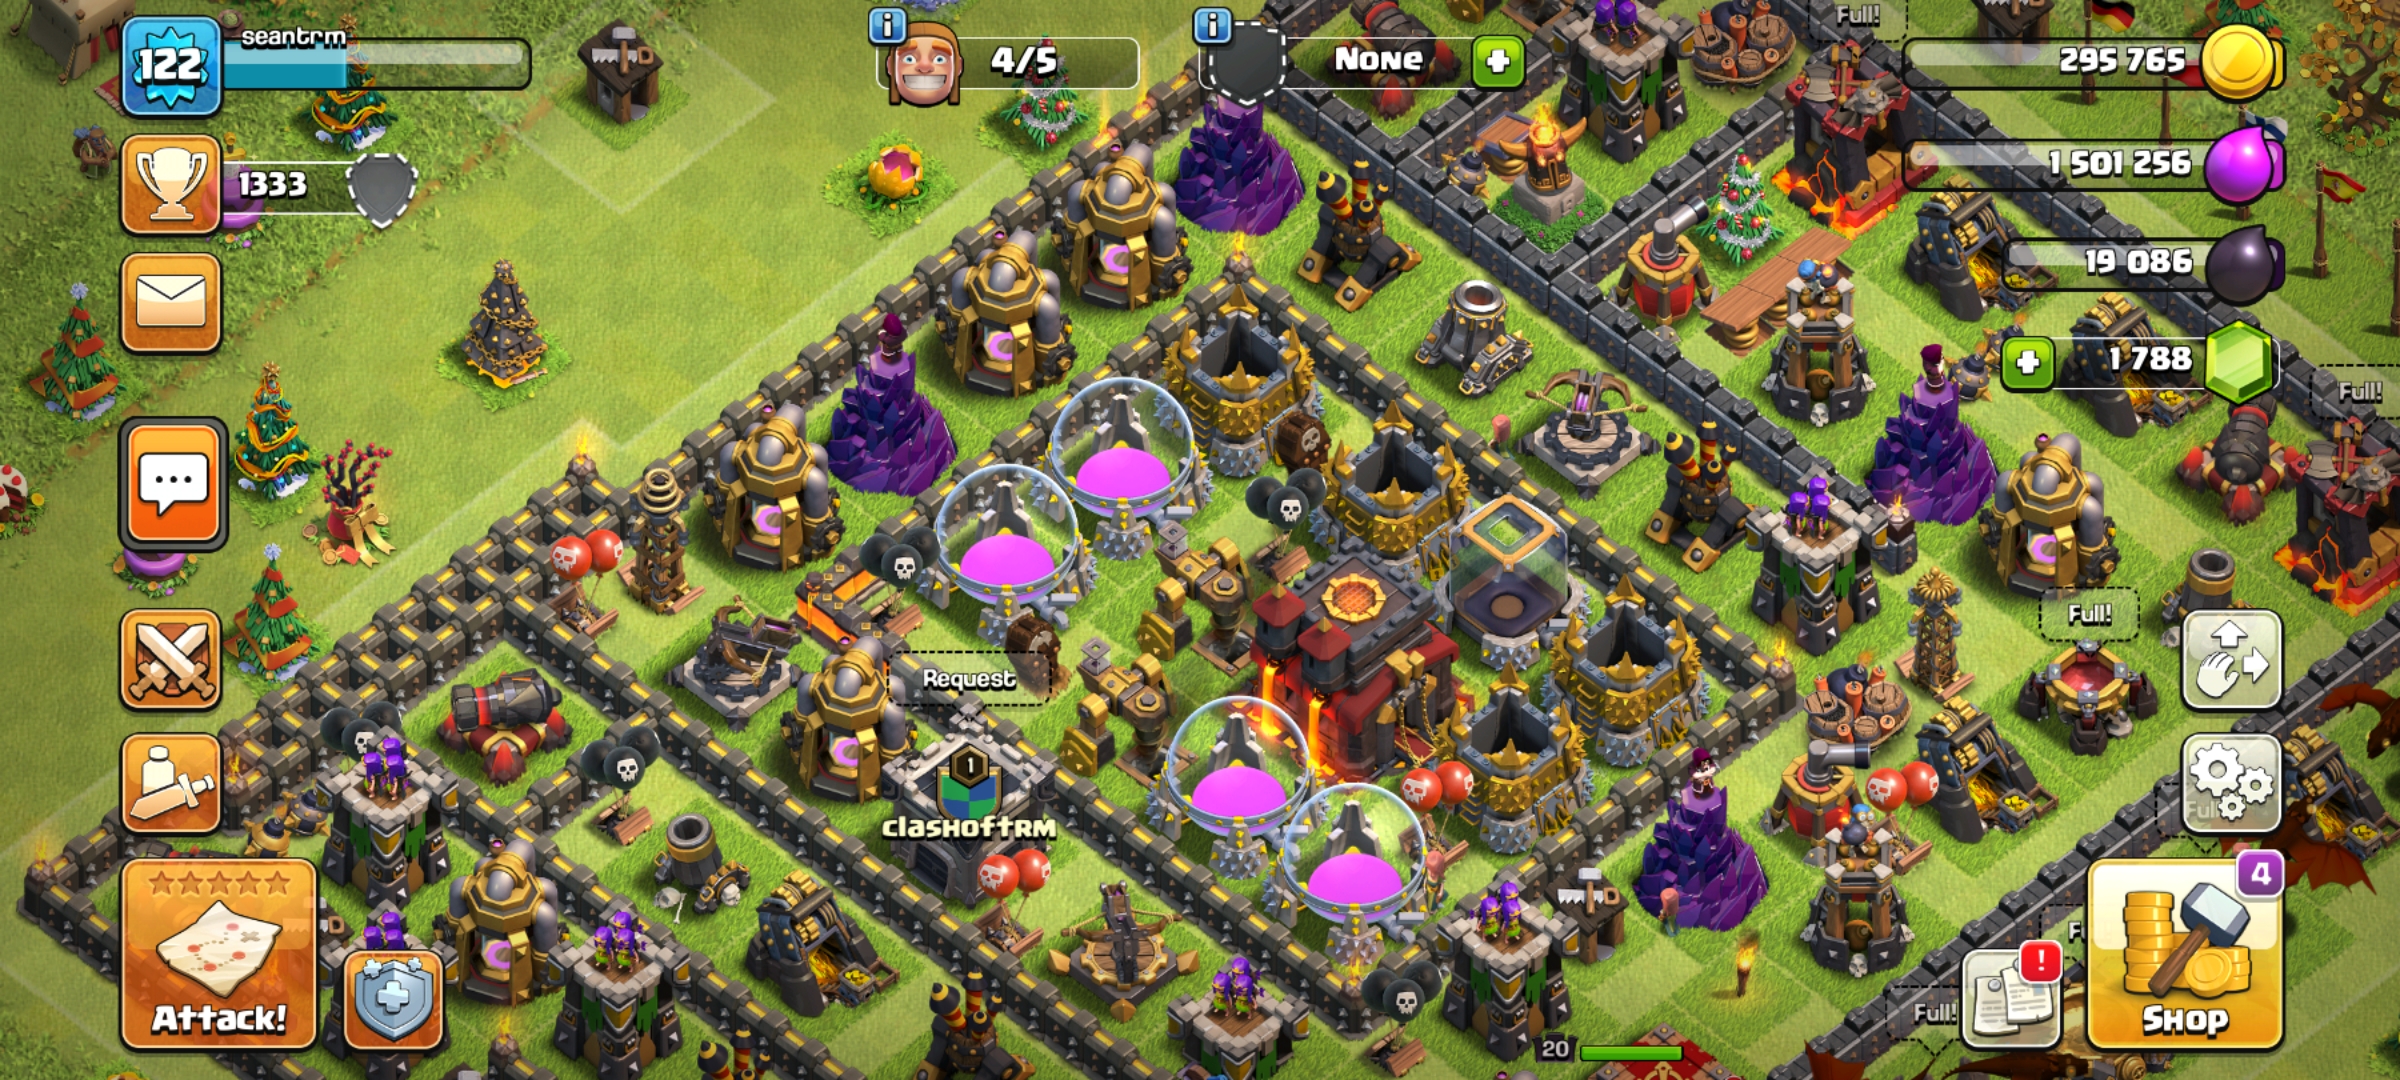 seantrm
122
4/5
None
Full!
295 765
1333
1 501 256
19 086
1 788
Full!
Full!
Request
1
clashoftRM
Full!
4
Attack!
Full!
!
Shop
20